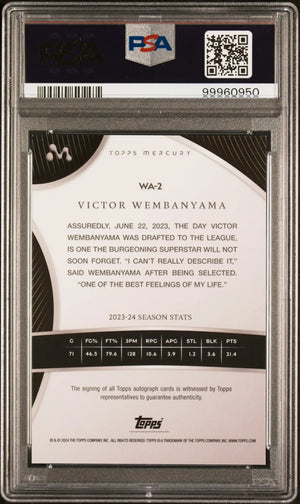 PSA
99960950
TOPPS MERCURY
WA-2
VICTOR WEMBANYAMA
ASSUREDLY, JUNE 22, 2023, THE DAY VICTOR
WEMBANYAMA WAS DRAFTED TO THE LEAGUE,
IS ONE THE BURGEONING SUPERSTAR WILL NOT
SOON FORGET. "I CAN'T REALLY DESCRIBE IT,"
SAID WEMBANYAMA AFTER BEING SELECTED.
"ONE OF THE BEST FEELINGS OF MY LIFE."
2023-24 SEASON STATS
G FG% FT% 3PM RPG APG STL BLK PTS
71 46.5 79.6 128 10.6 3.9 1.2 3.6 21.4
The signing of all Topps autograph cards is witnessed by Topps
representatives to guarantee authenticity.
Topps
® & © 2024 THE TOPPS COMPANY, INC. ALL RIGHTS RESERVED. TOPPS IS A TRADEMARK OF THE TOPPS COMPANY, INC. WWW.TOPPS.COM